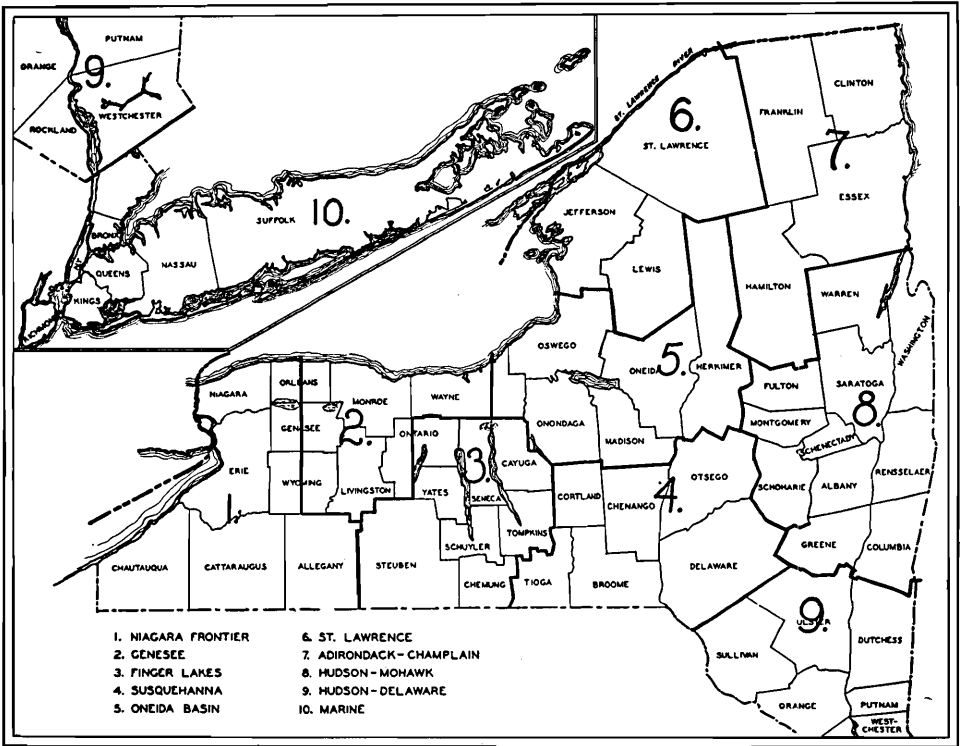 PUTNAM
ORANGE
9.
WESTCHESTER
ROCKLAND
ST. LAWRENCE RIVER
6.
ST. LAWRENCE
FRANKLIN
CLINTON
7.
ESSEX
SUFFOLK
10.
BRONX
NASSAU
QUEENS
KINGS
RICHMOND
JEFFERSON
LEWIS
HAMILTON
WARREN
WASHINGTON
OSWEGO
ONEIDA
5.
HERKIMER
FULTON
SARATOGA
8.
NIAGARA
ORLEANS
MONROE
WAYNE
GENESEE
2.
ONTARIO
ONONDAGA
MADISON
MONTGOMERY
SCHENECTADY
ERIE
1
WYOMING
LIVINGSTON
YATES
3.
SENECA
CAYUGA
CORTLAND
CHENANGO
4.
OTSEGO
SCHOHARIE
ALBANY
RENSSELAER
SCHUYLER
TOMPKINS
CHAUTAUQUA
CATTARAUGUS
ALLEGANY
STEUBEN
CHEMUNG
TIOGA
BROOME
DELAWARE
GREENE
COLUMBIA
9.
ULSTER
DUTCHESS
SULLIVAN
ORANGE
PUTNAM
WEST-
CHESTER
1. NIAGARA FRONTIER
2. GENESEE
3. FINGER LAKES
4. SUSQUEHANNA
5. ONEIDA BASIN
6. ST. LAWRENCE
7. ADIRONDACK-CHAMPLAIN
8. HUDSON-MOHAWK
9. HUDSON-DELAWARE
10. MARINE